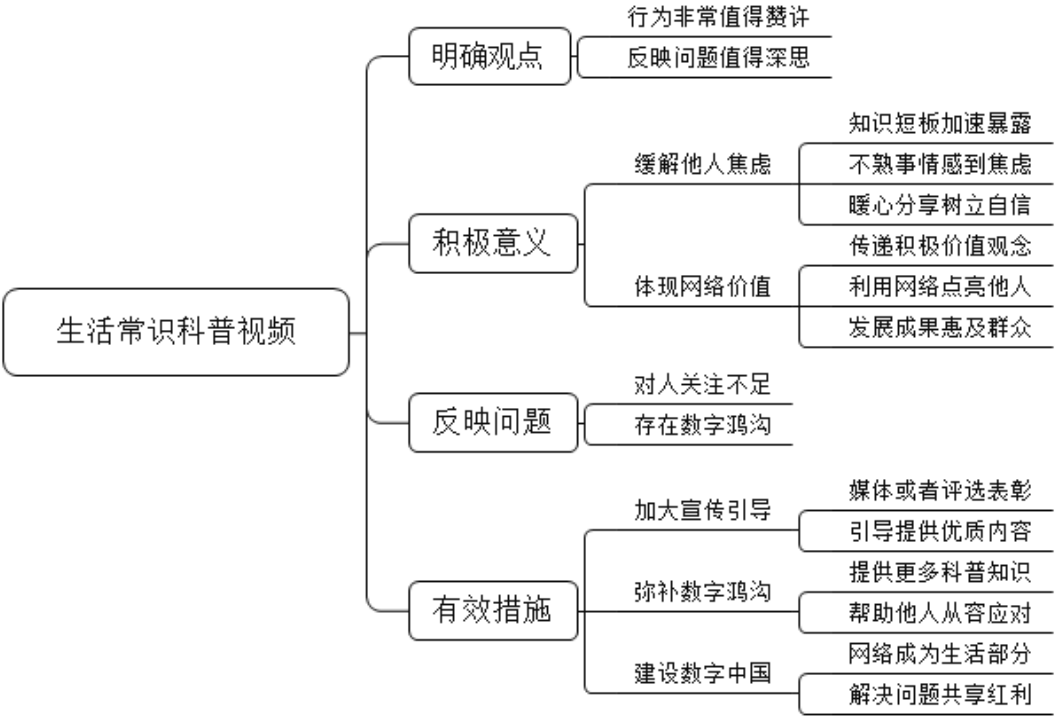 生活常识科普视频
明确观点
行为非常值得赞许
反映问题值得深思
积极意义
缓解他人焦虑
知识短板加速暴露
不熟事情感到焦虑
暖心分享树立自信
体现网络价值
传递积极价值观念
利用网络点亮他人
发展成果惠及群众
反映问题
对人关注不足
存在数字鸿沟
有效措施
加大宣传引导
媒体或者评选表彰
引导提供优质内容
弥补数字鸿沟
提供更多科普知识
帮助他人从容应对
建设数字中国
网络成为生活部分
解决问题共享红利